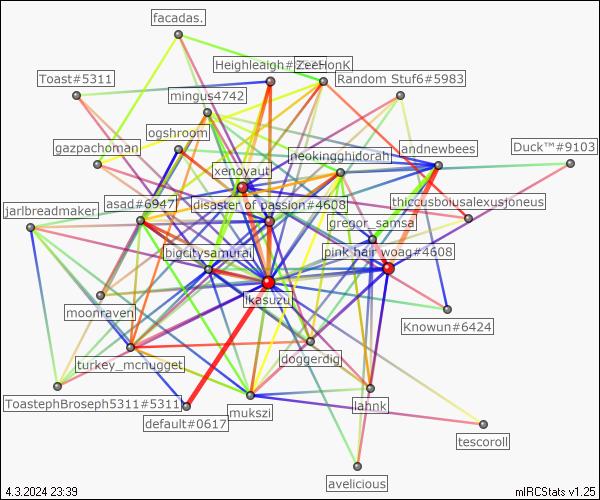 facadas.
Heighleaigh#
ZeeHonK
Toast#5311
Random Stuf6#5983
mingus4742
ogshroom
gazpachoman
neokingghidorah
andnewbees
Duck™#9103
xenoyaut
asad#6947
disaster of passion#4608
thiccusboiusalexusjoneus
jarlbreadmaker
gregor_samsa
bigcitysamurai
pink hair woag#4608
ikasuzu
moonraven
Knowun#6424
turkey_mcnugget
doggerdig
ToastephBroseph5311#5311
default#0617
mukszi
lahnk
tescoroll
avelicious
4.3.2024 23:39
mIRCStats v1.25